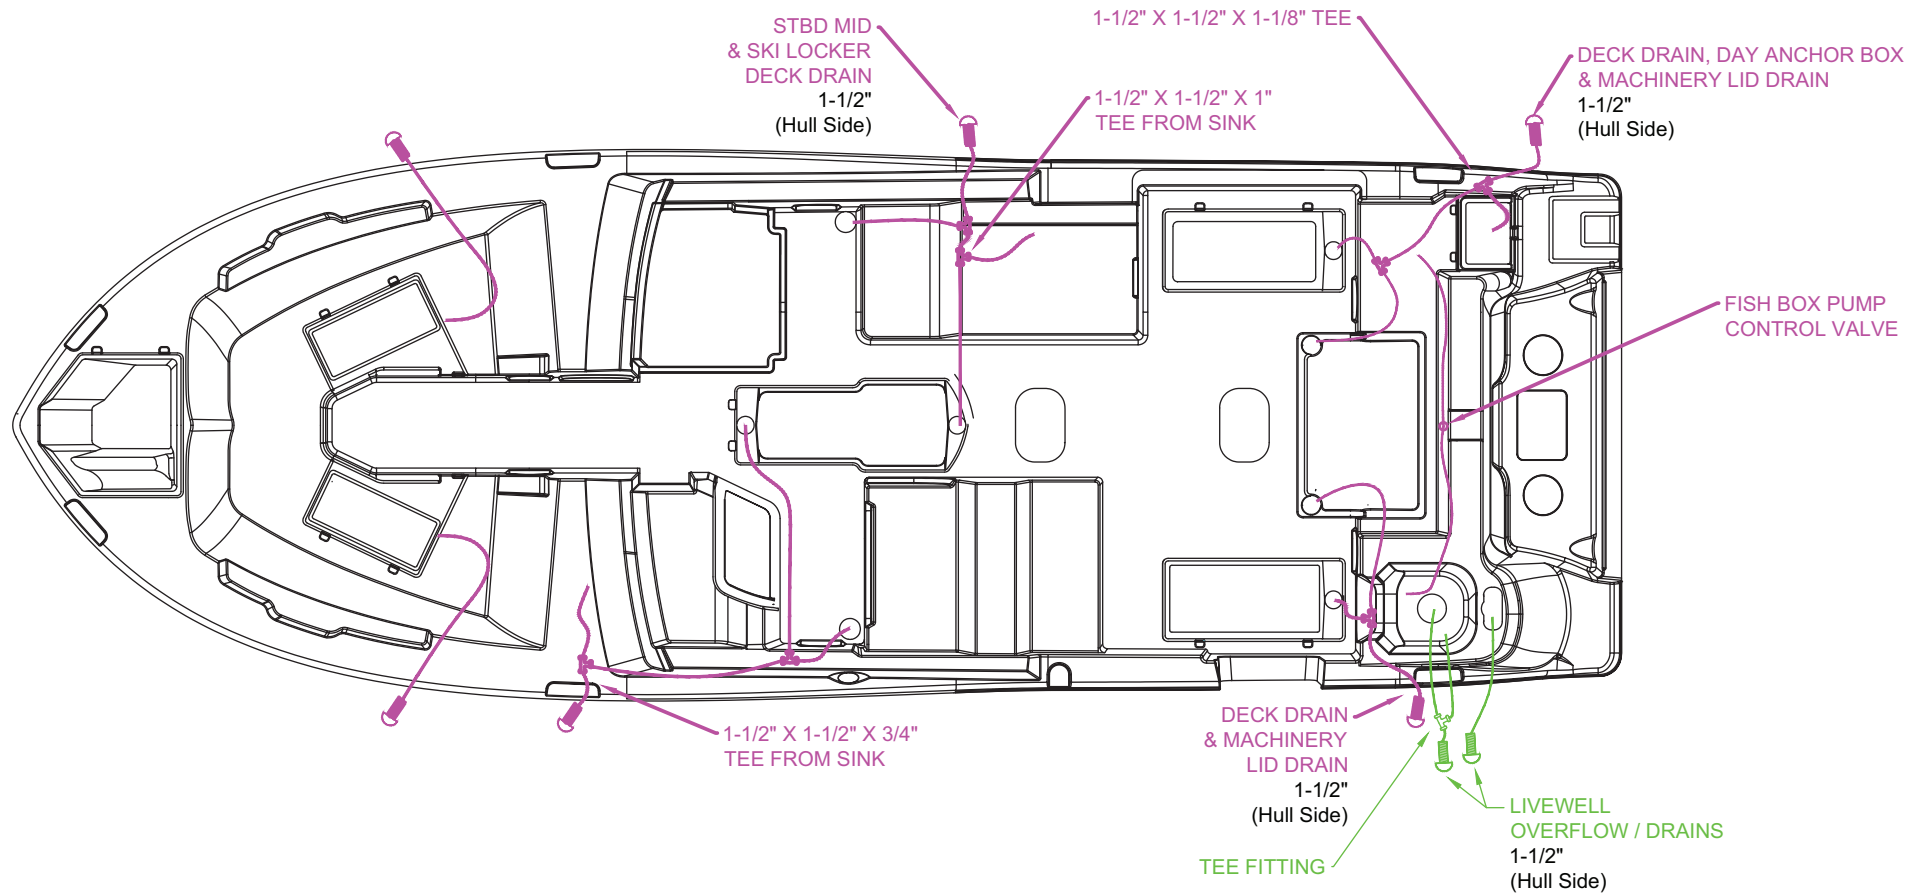 STBD MID
& SKI LOCKER
DECK DRAIN
1-1/2"
(Hull Side)
1-1/2" X 1-1/2" X 1-1/8" TEE
1-1/2" X 1-1/2" X 1"
TEE FROM SINK
DECK DRAIN, DAY ANCHOR BOX
& MACHINERY LID DRAIN
1-1/2"
(Hull Side)
FISH BOX PUMP
CONTROL VALVE
1-1/2" X 1-1/2" X 3/4"
TEE FROM SINK
DECK DRAIN
& MACHINERY
LID DRAIN
1-1/2"
(Hull Side)
TEE FITTING
LIVEWELL
OVERFLOW / DRAINS
1-1/2"
(Hull Side)